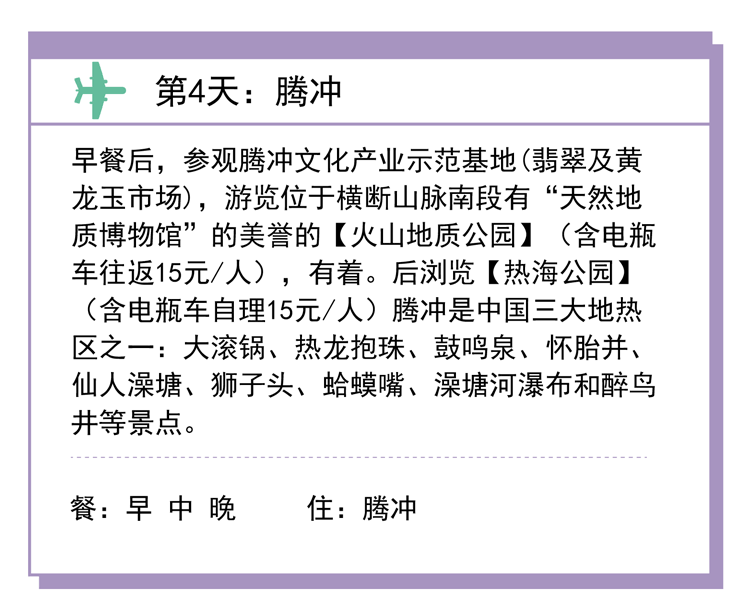 第4天：腾冲
早餐后，参观腾冲文化产业示范基地(翡翠及黄
龙玉市场)，游览位于横断山脉南段有“天然地
质博物馆”的美誉的【火山地质公园】（含电瓶
车往返15元/人），有着。后浏览【热海公园】
（含电瓶车自理15元/人）腾冲是中国三大地热
区之一：大滚锅、热龙抱珠、鼓鸣泉、怀胎并、
仙人澡塘、狮子头、蛤蟆嘴、澡塘河瀑布和醉鸟
井等景点。
餐：早 中 晚 住：腾冲